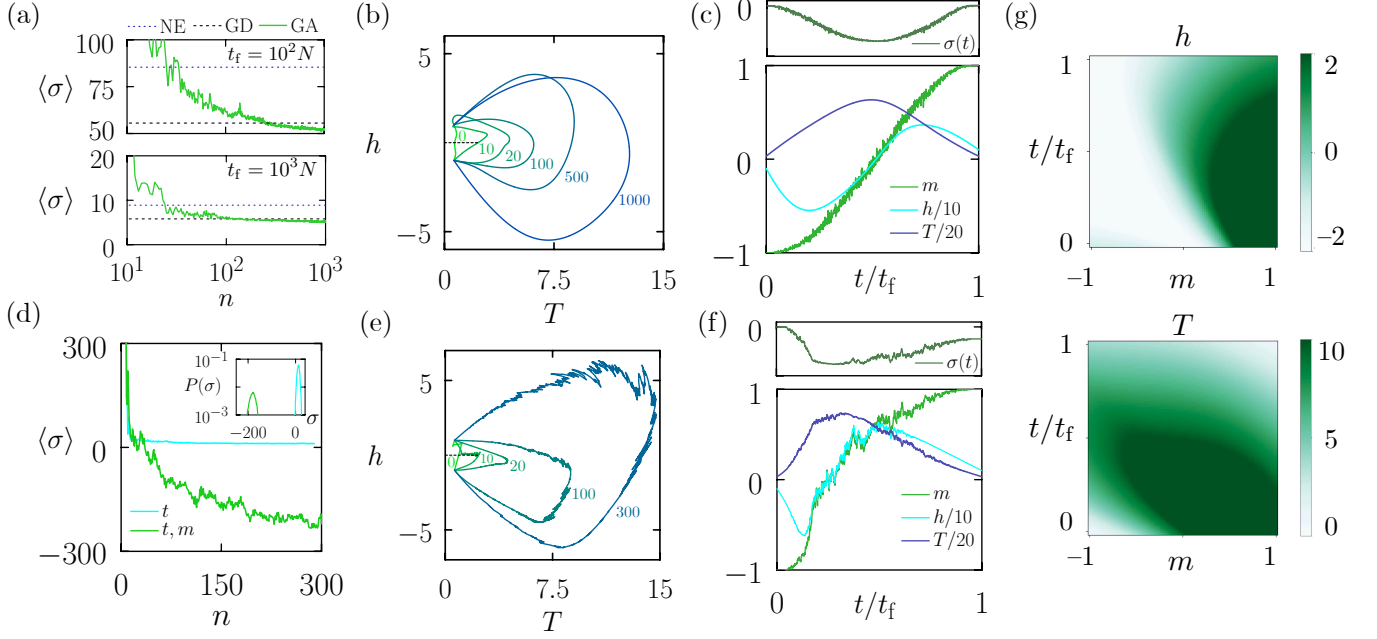 (a)
NE GD GA
100
75
50
⟨σ⟩
t_f = 10^2 N
20
10
0
⟨σ⟩
t_f = 10^3 N
10^1 10^2 10^3
n
(b)
5
h
−5
0
10
20
100
500
1000
0 7.5 15
T
(c)
0
σ(t)
1
0
−1
m
h/10
T/20
0 t/t_f 1
(g)
h
1
t/t_f
0
−1 m 1
2
0
−2
(d)
300
0
−300
⟨σ⟩
10^−1
P(σ)
10^−3
−200 0
σ
t
t, m
0 150 300
n
(e)
5
h
−5
0
10
20
100
300
0 7.5 15
T
(f)
0
σ(t)
1
0
−1
m
h/10
T/20
0 t/t_f 1
T
1
t/t_f
0
−1 m 1
10
5
0